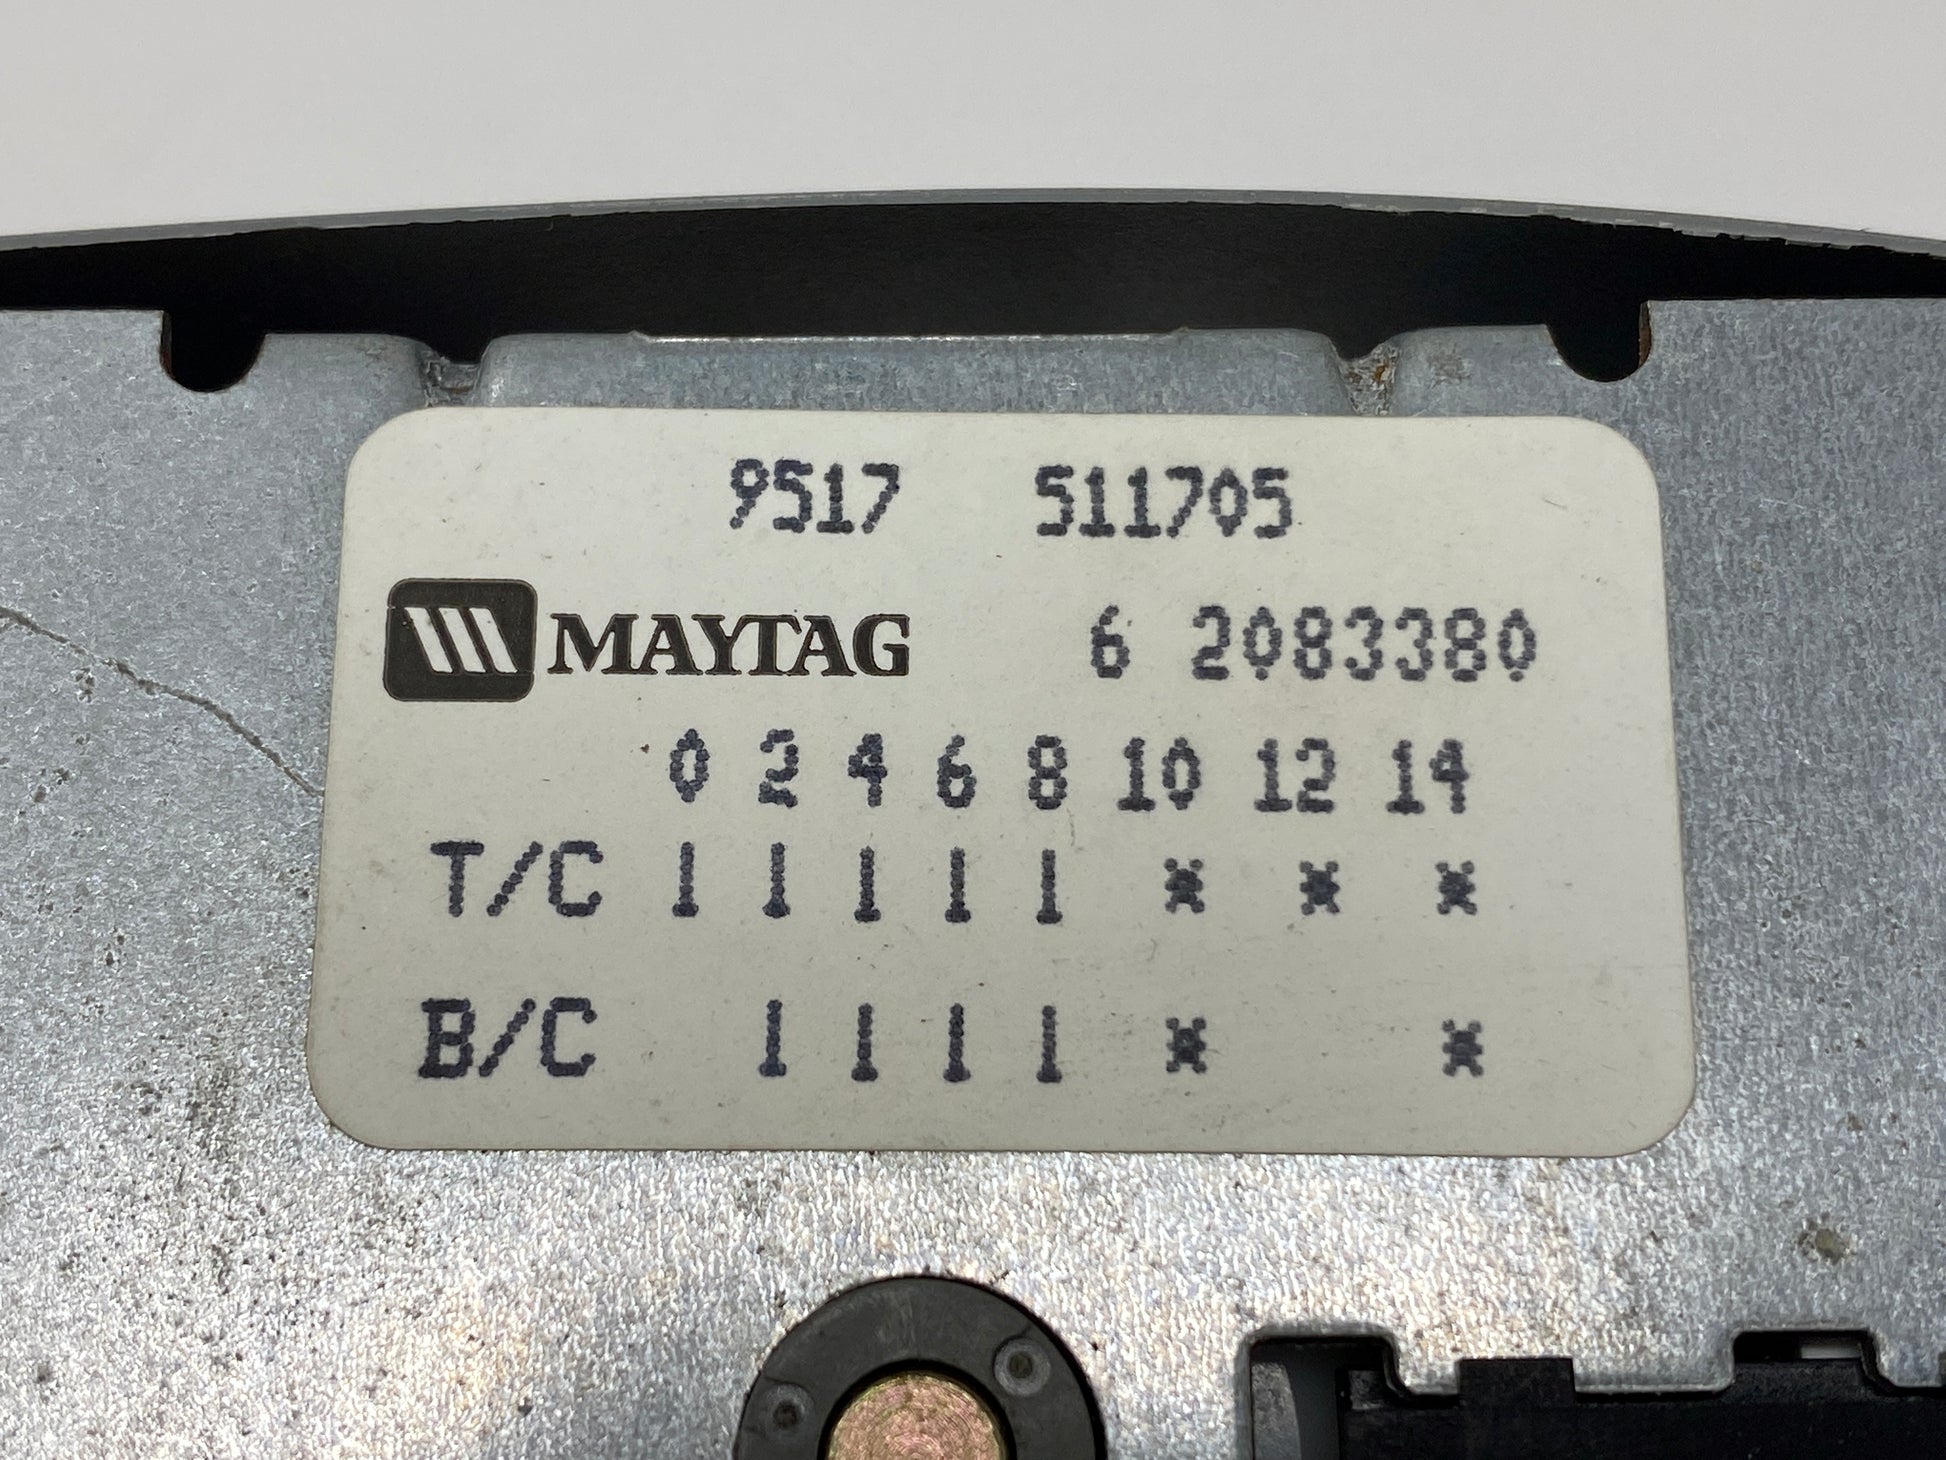 9517 511705
MAYTAG 6 2083380
0 2 4 6 8 10 12 14
T/C 1 1 1 1 1 * * *
B/C 1 1 1 1 * *